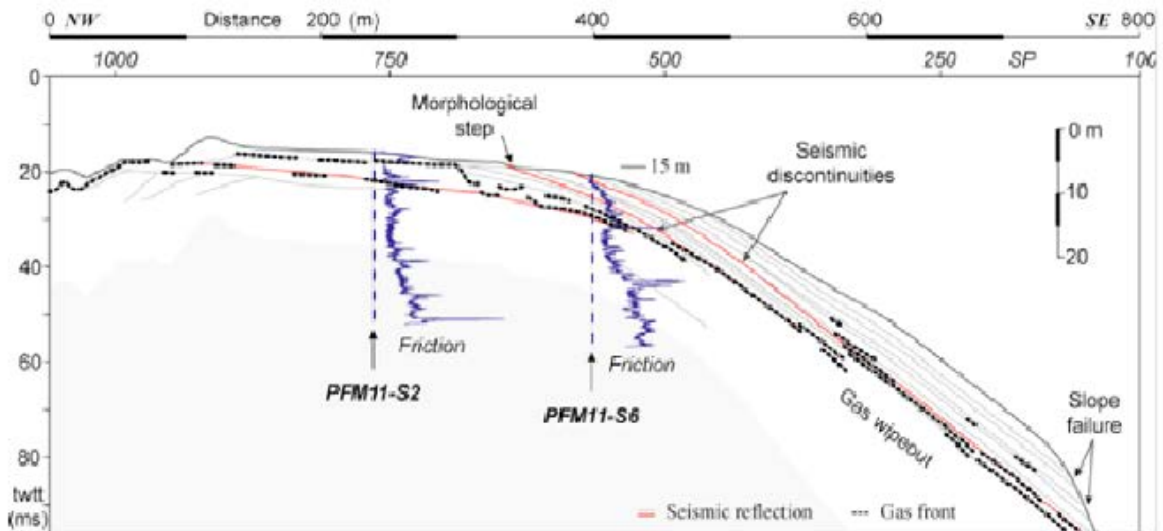 0 NW Distance 200 (m) 400 600 SE 800
1000 750 500 250 SP 100
0
20
40
60
80
twtt
(ms)
Morphological
step
15 m
Seismic
discontinuities
0 m
10
20
Friction
Friction
PFM11-S2
PFM11-S6
Gas wipeout
Slope
failure
Seismic reflection
Gas front